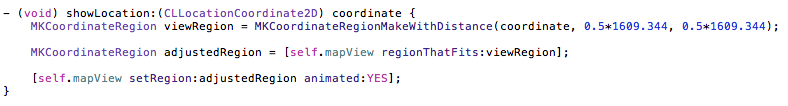 - (void) showLocation:(CLLocationCoordinate2D) coordinate {
MKCoordinateRegion viewRegion = MKCoordinateRegionMakeWithDistance(coordinate, 0.5*1609.344, 0.5*1609.344);
MKCoordinateRegion adjustedRegion = [self.mapView regionThatFits:viewRegion];
[self.mapView setRegion:adjustedRegion animated:YES];
}